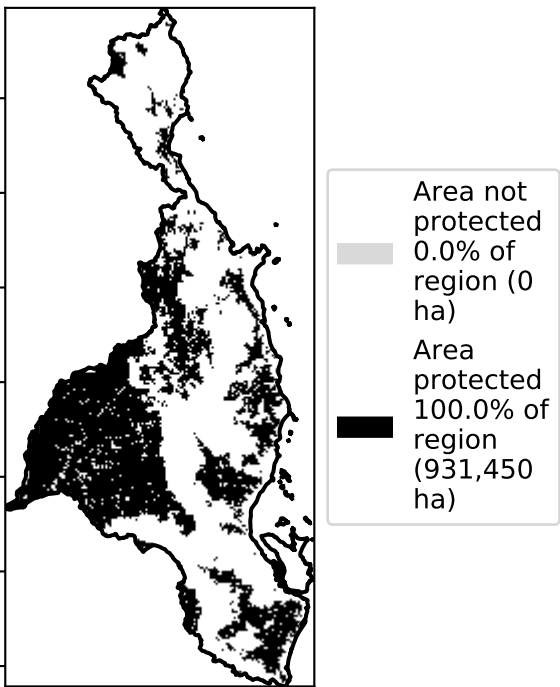 Area not
protected
0.0% of
region (0
ha)
Area
protected
100.0% of
region
(931,450
ha)